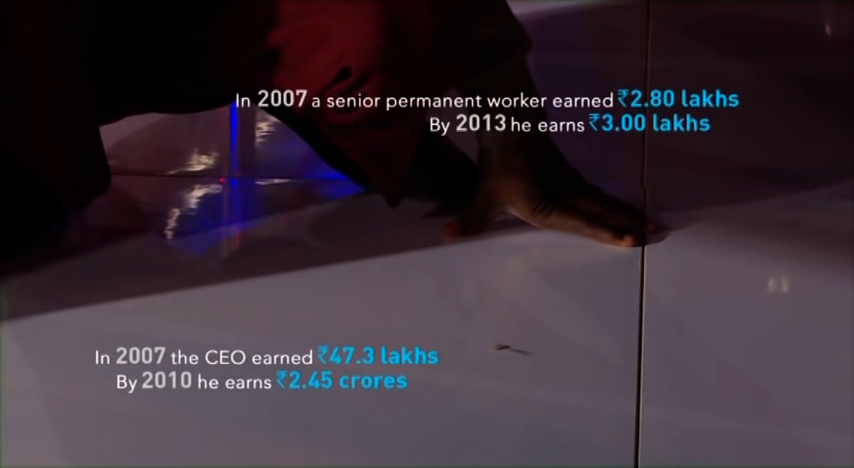 In 2007 a senior permanent worker earned ₹2.80 lakhs
By 2013 he earns ₹3.00 lakhs
In 2007 the CEO earned ₹47.3 lakhs
By 2010 he earns ₹2.45 crores